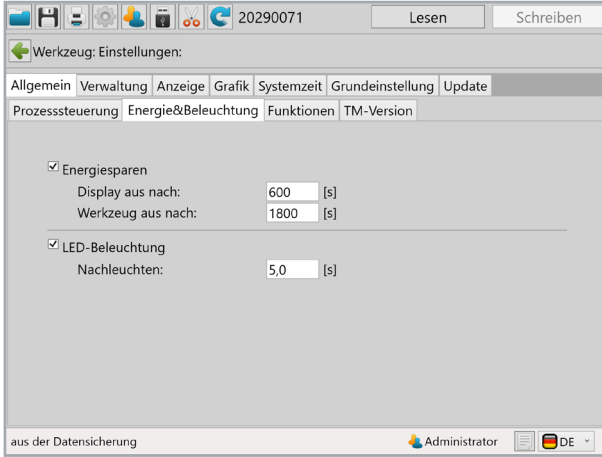 20290071 Lesen Schreiben
Werkzeug: Einstellungen:
Allgemein Verwaltung Anzeige Grafik Systemzeit Grundeinstellung Update
Prozesssteuerung Energie&Beleuchtung Funktionen TM-Version
Energiesparen
Display aus nach: 600 [s]
Werkzeug aus nach: 1800 [s]
LED-Beleuchtung
Nachleuchten: 5,0 [s]
aus der Datensicherung Administrator DE